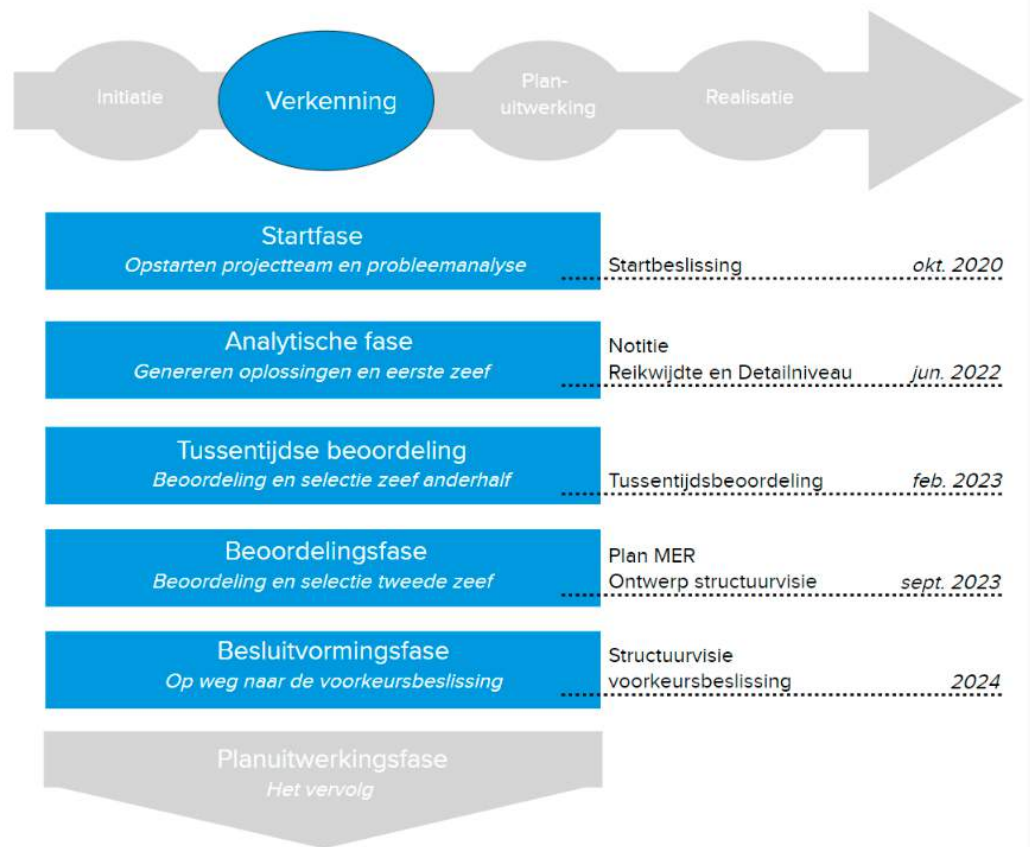 Initiatie
Verkenning
Plan-
uitwerking
Realisatie
Startfase
Opstarten projectteam en probleemanalyse
Startbeslissing okt. 2020
Analytische fase
Genereren oplossingen en eerste zeef
Notitie
Reikwijdte en Detailniveau jun. 2022
Tussentijdse beoordeling
Beoordeling en selectie zeef anderhalf
Tussentijdsbeoordeling feb. 2023
Beoordelingsfase
Beoordeling en selectie tweede zeef
Plan MER
Ontwerp structuurvisie sept. 2023
Besluitvormingsfase
Op weg naar de voorkeursbeslissing
Structuurvisie
voorkeursbeslissing 2024
Planuitwerkingsfase
Het vervolg